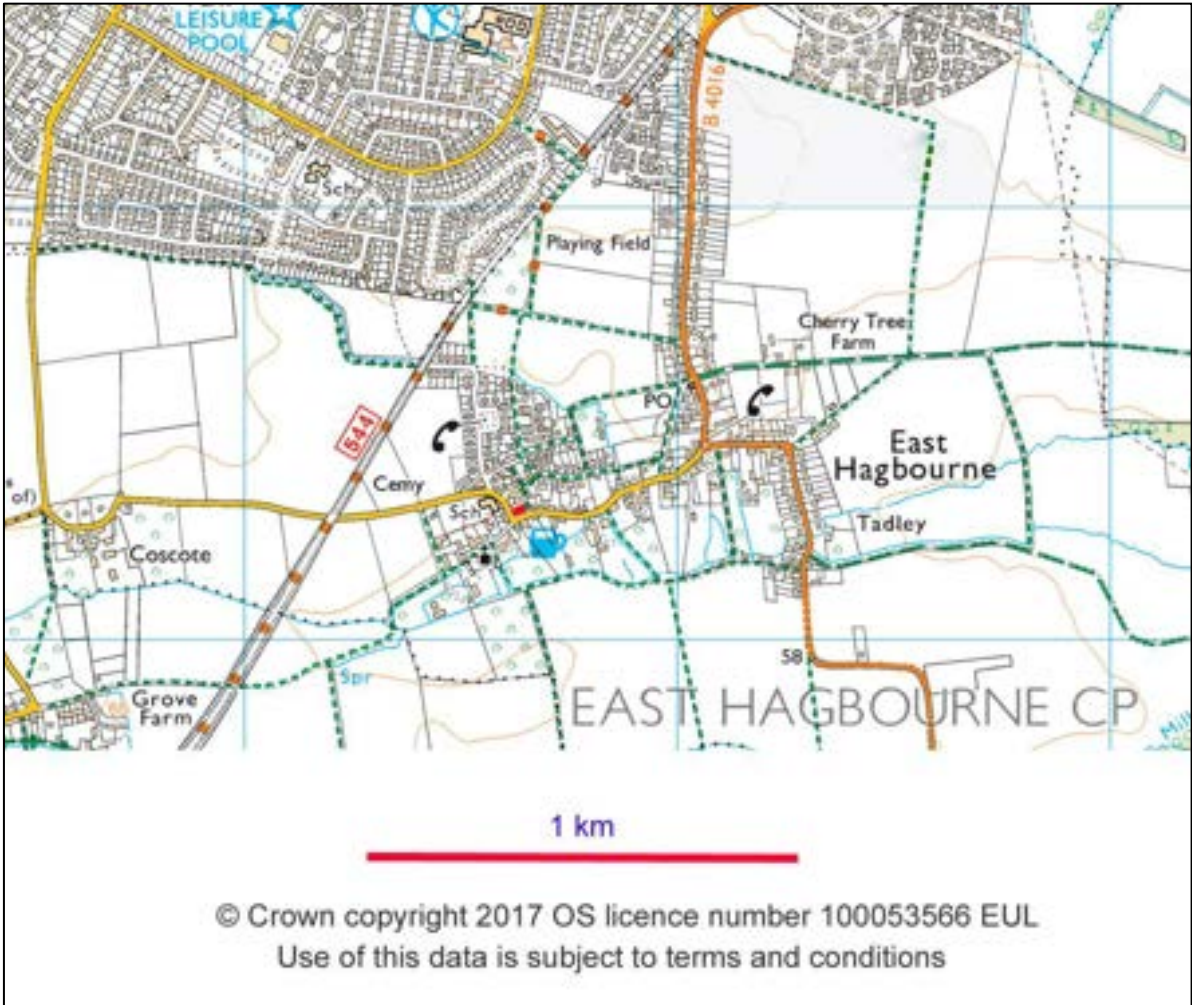 LEISURE
POOL
B 4016
Sch
Playing Field
Cherry Tree
Farm
PO
544
East
Hagbourne
Cemy
Sch
Tadley
of)
Coscote
58
Spr
Grove
Farm
EAST HAGBOURNE CP
Mill
1 km
© Crown copyright 2017 OS licence number 100053566 EUL
Use of this data is subject to terms and conditions